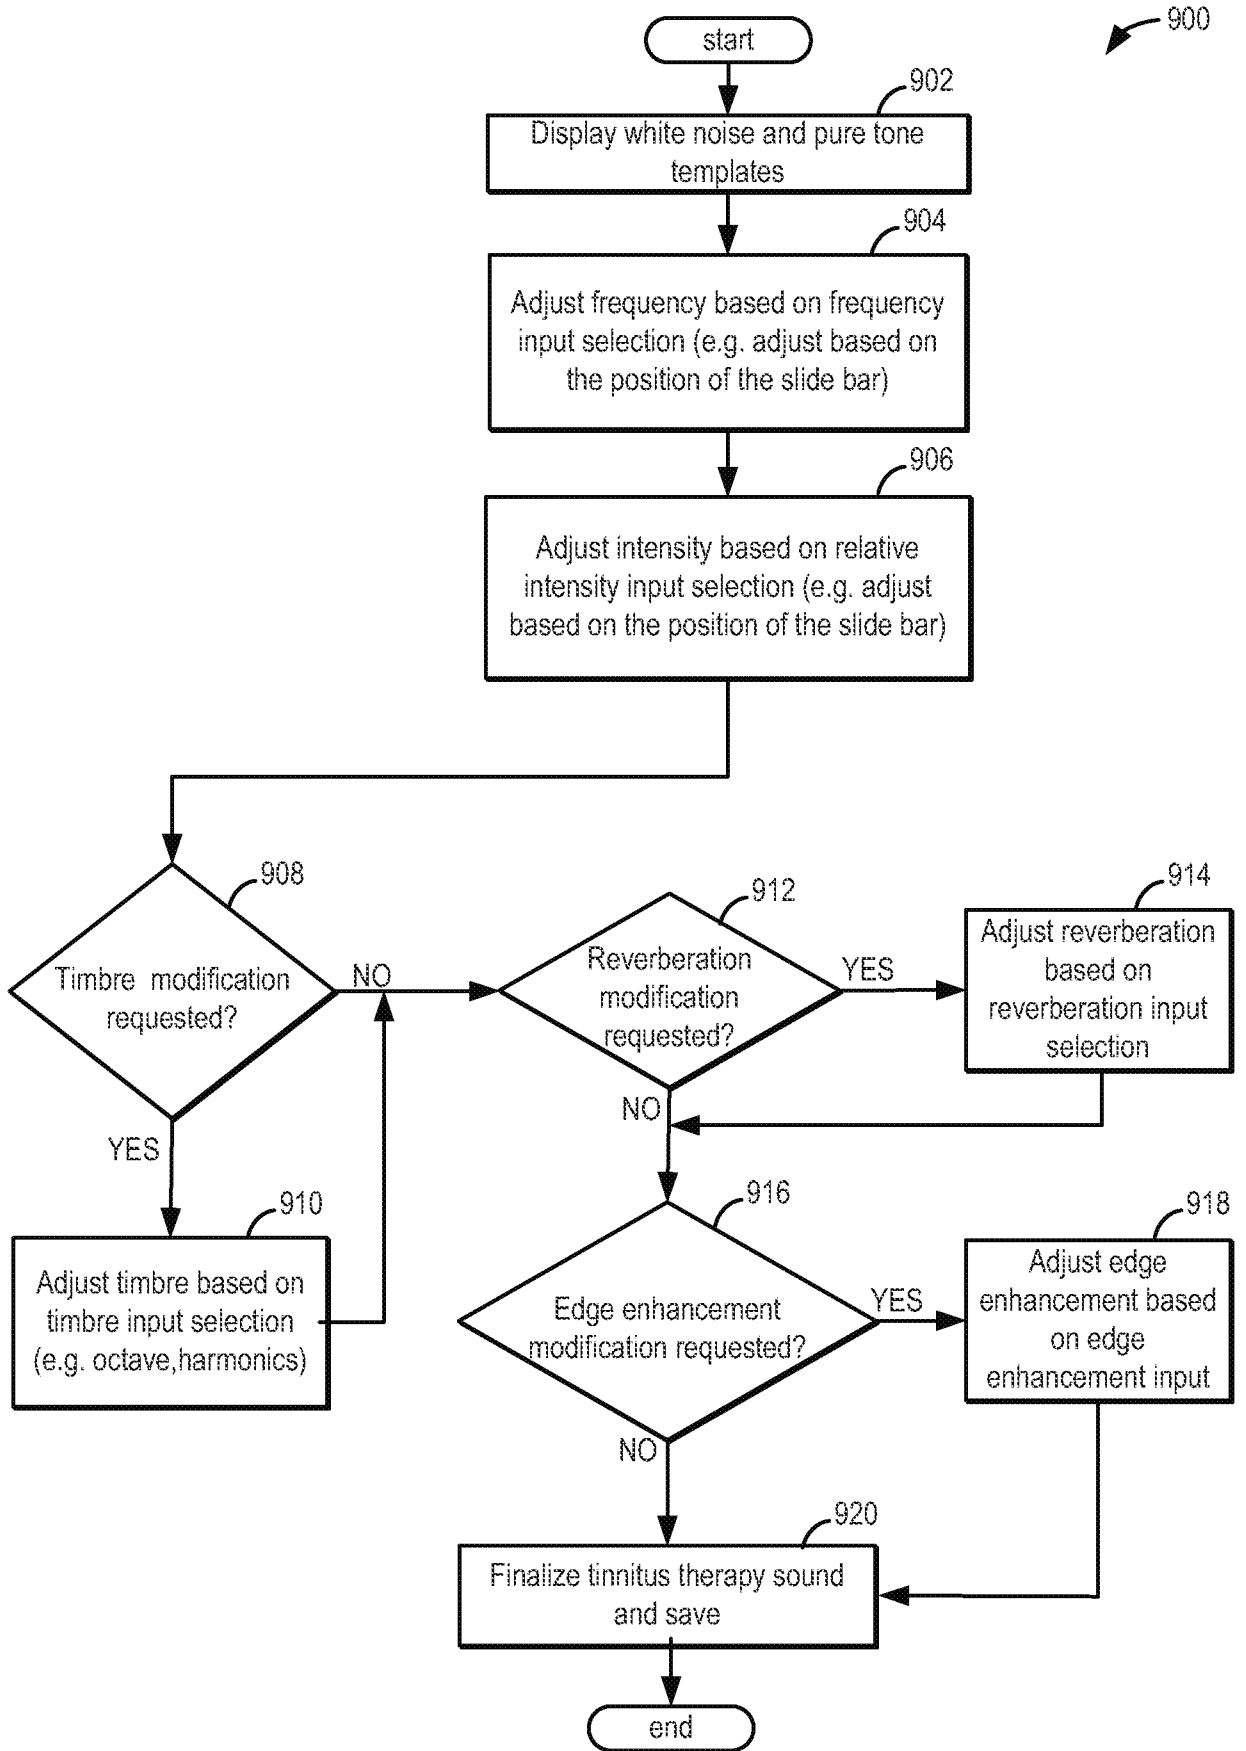 900
start
902
Display white noise and pure tone
templates
904
Adjust frequency based on frequency
input selection (e.g. adjust based on
the position of the slide bar)
906
Adjust intensity based on relative
intensity input selection (e.g. adjust
based on the position of the slide bar)
908
Timbre modification
requested?
NO
YES
910
Adjust timbre based on
timbre input selection
(e.g. octave,harmonics)
912
Reverberation
modification
requested?
YES
NO
914
Adjust reverberation
based on
reverberation input
selection
916
Edge enhancement
modification requested?
YES
NO
918
Adjust edge
enhancement based
on edge
enhancement input
920
Finalize tinnitus therapy sound
and save
end